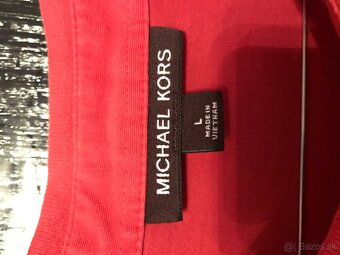 MICHAEL KORS
L
MADE IN
VIETNAM
Bazos.sk